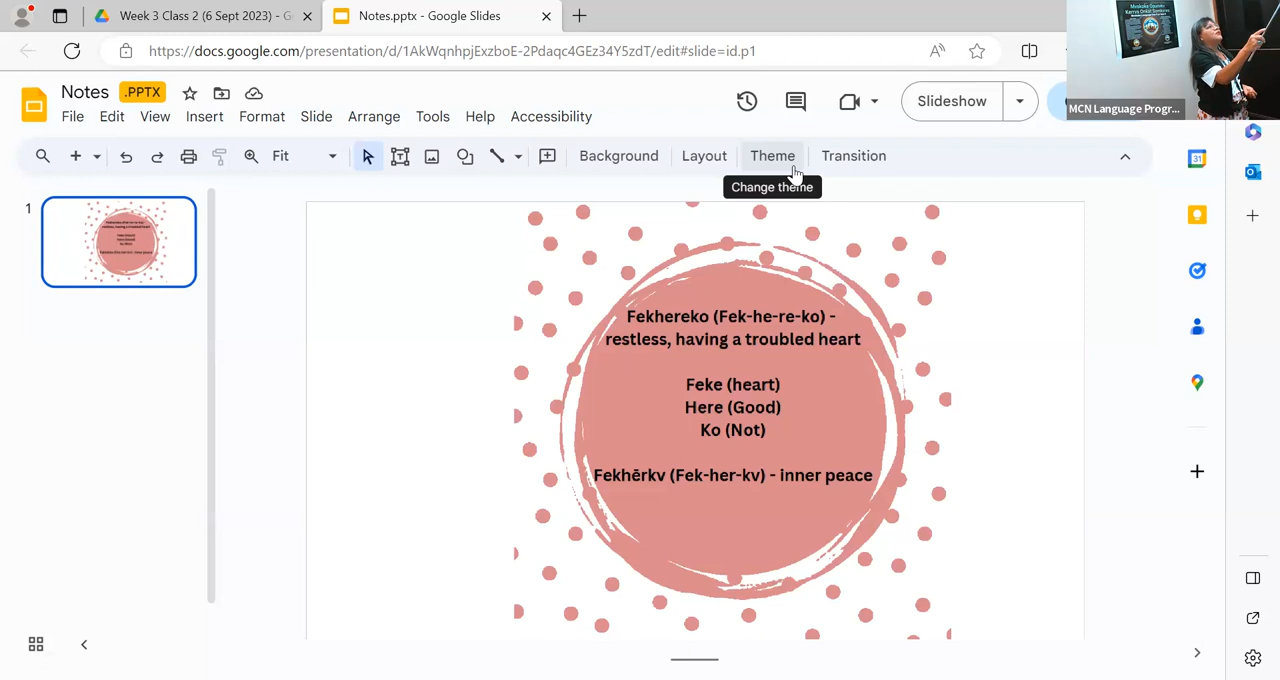 Week 3 Class 2 (6 Sept 2023) - G
Notes.pptx - Google Slides
https://docs.google.com/presentation/d/1AkWqnhpjExzboE-2Pdaqc4GEz34Y5zdT/edit#slide=id.p1
Notes .PPTX
File Edit View Insert Format Slide Arrange Tools Help Accessibility
Slideshow
MCN Language Progr...
Fit
Background Layout Theme Transition
Change theme
31
1
Fekhereko (Fek-he-re-ko) -
restless, having a troubled heart
Feke (heart)
Here (Good)
Ko (Not)
Fekhērkv (Fek-her-kv) - inner peace